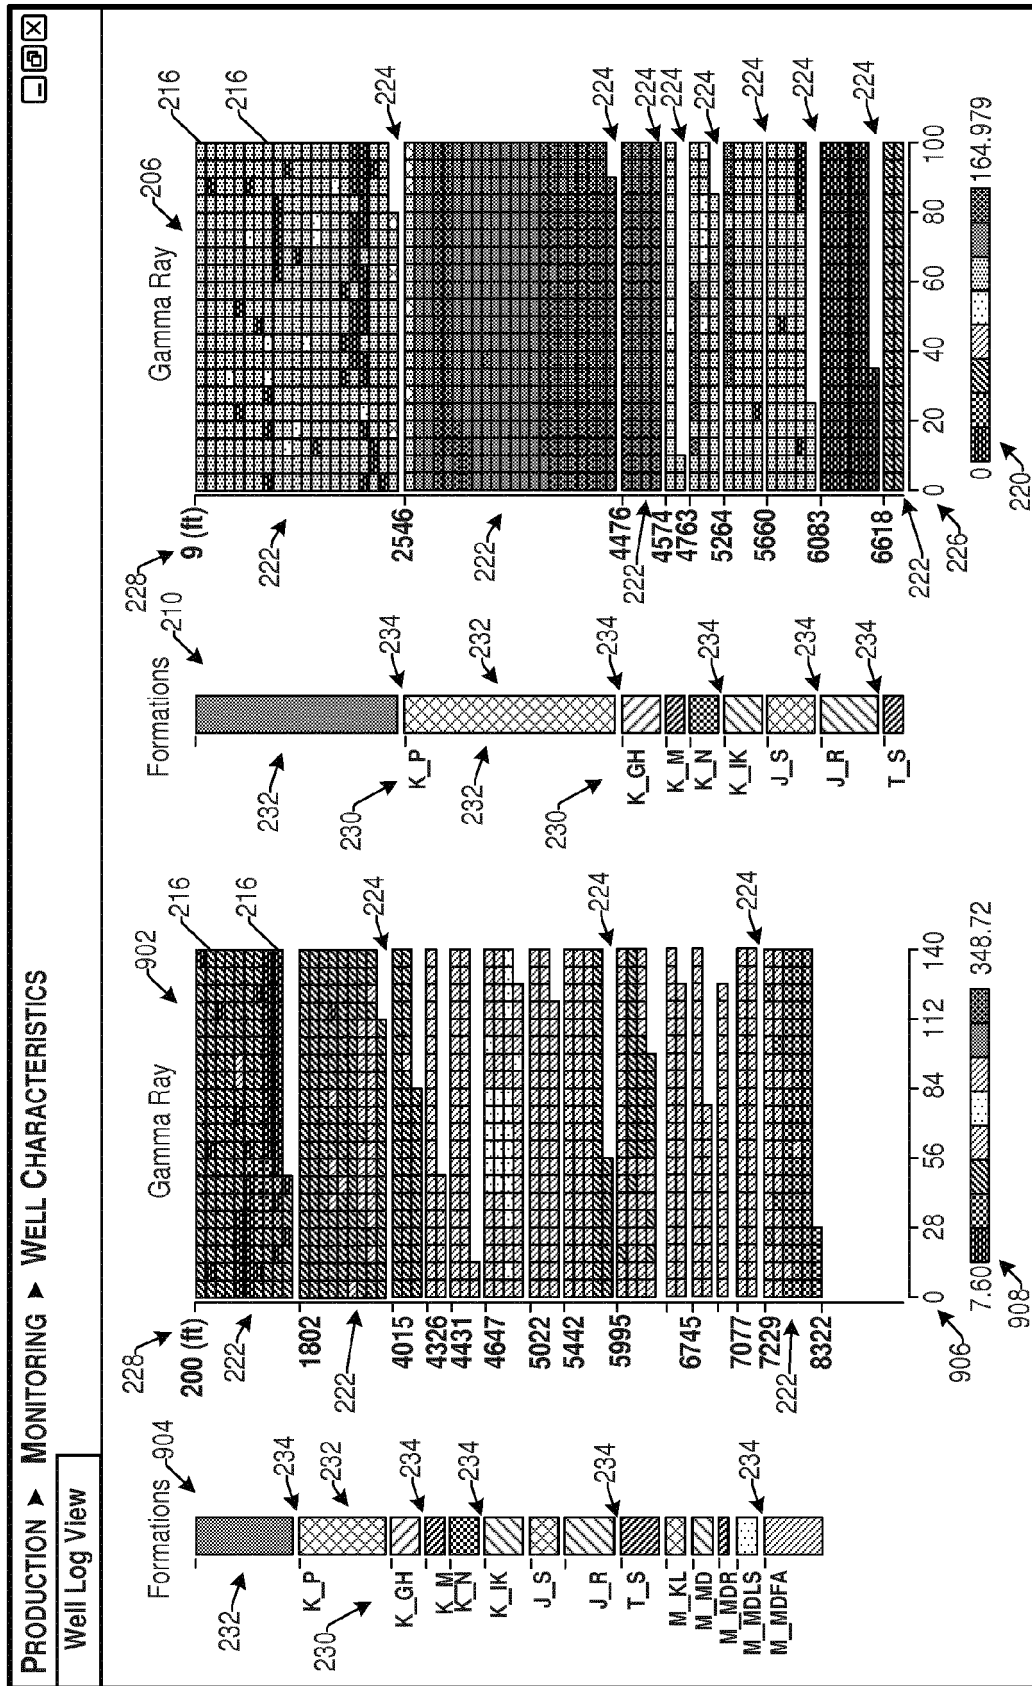 PRODUCTION ➤ MONITORING ➤ WELL CHARACTERISTICS
Well Log View
Formations 904
232
234
K_P
232
230
K_GH
234
K_M
K_N
234
K_IK
J_S
J_R
234
T_S
M_KL
M_MD
M_MDR
M_MDLS
234
M_MDFA
Gamma Ray
902
228
200 (ft)
216
222
216
1802
224
222
4015
4326
4431
4647
5022
5442
224
5995
6745
7077
224
7229
222
8322
0 28 56 84 112 140
906
7.60 348.72
908
Formations 210
232
234
K_P
230
232
232
230
234
K_GH
K_M
K_N
234
K_IK
J_S
234
J_R
234
T_S
Gamma Ray
206
228
9 (ft)
216
216
222
224
2546
222
224
4476
222
224
4574
224
4763
224
5264
224
5660
224
6083
224
6618
222
0 20 40 60 80 100
226
0 164.979
220